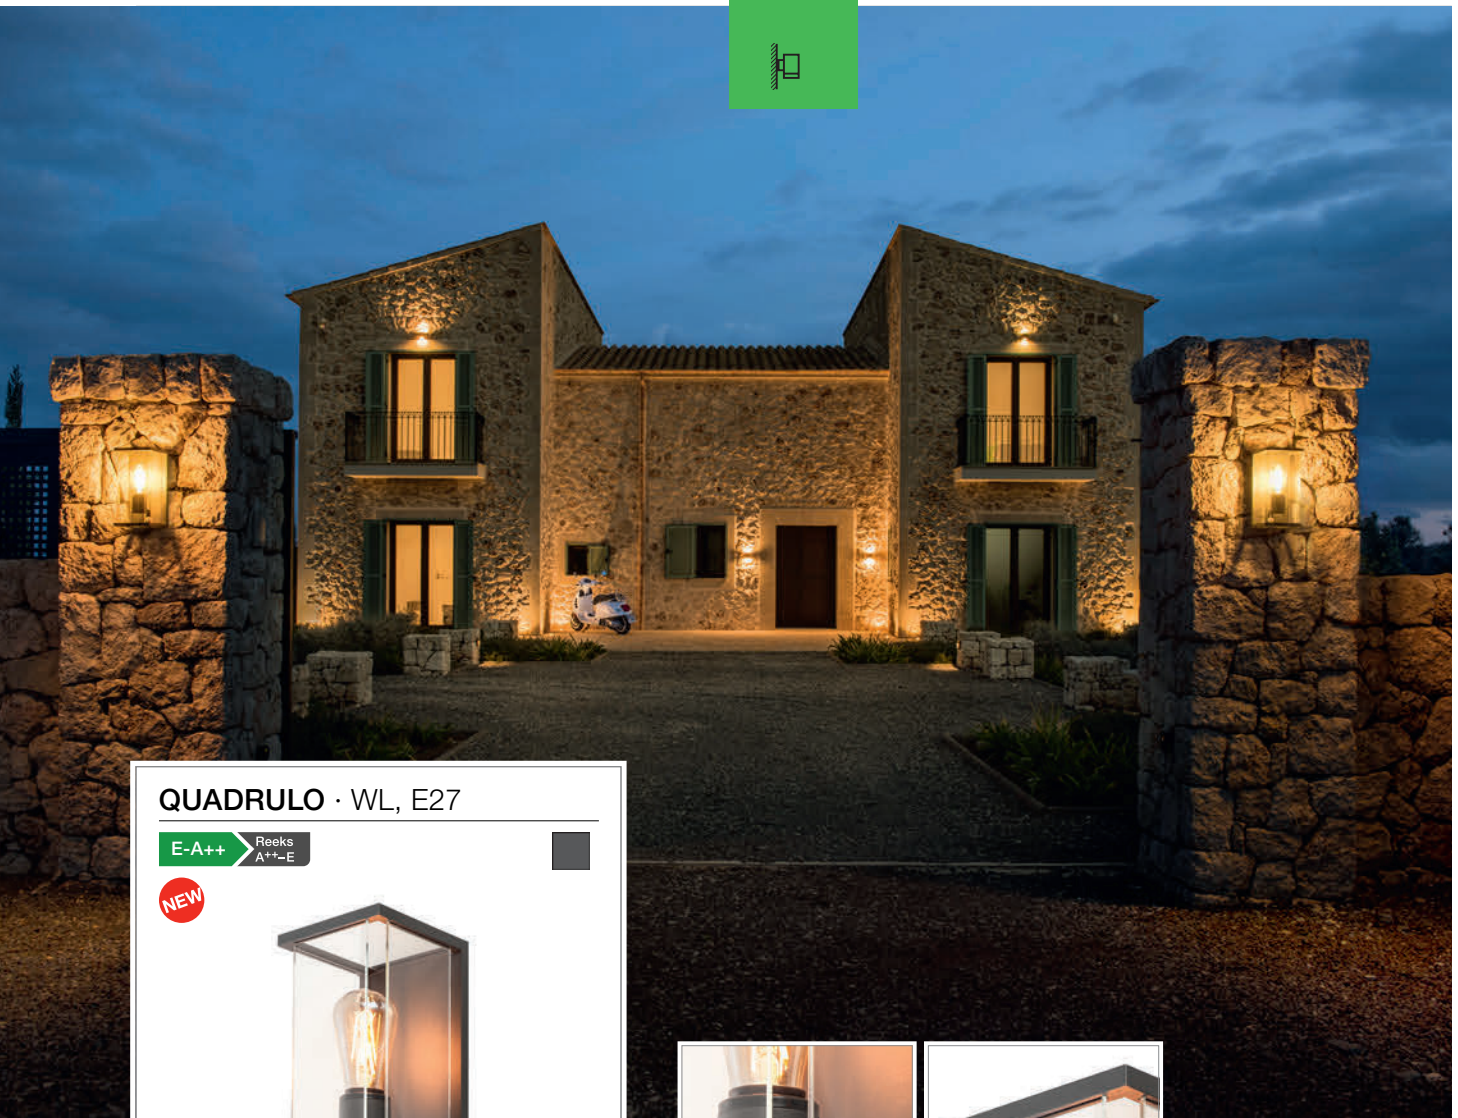 QUADRULO · WL, E27
E-A++
Reeks
A++–E
NEW